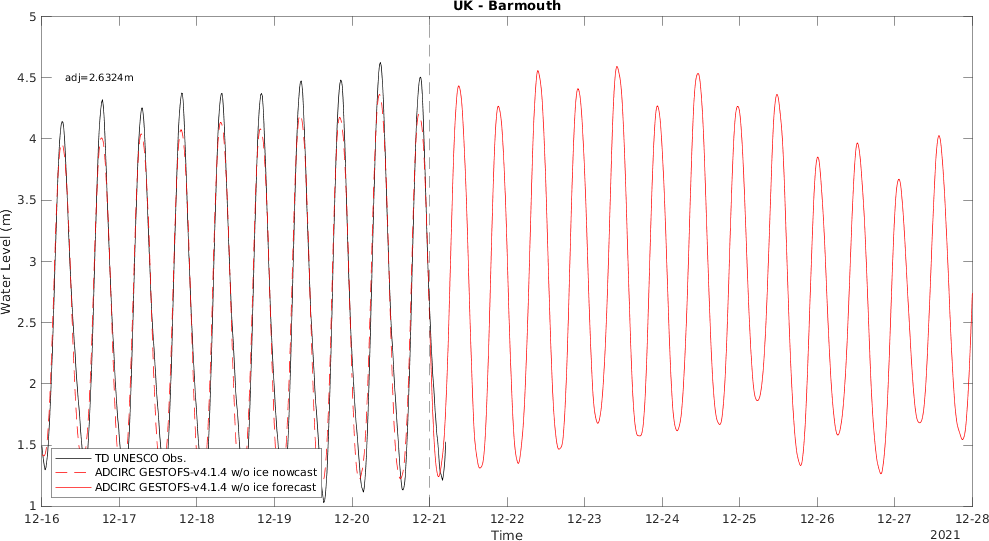 UK - Barmouth
adj=2.6324m
5
4.5
4
3.5
3
2.5
2
1.5
1
Water Level (m)
TD UNESCO Obs.
ADCIRC GESTOFS-v4.1.4 w/o ice nowcast
ADCIRC GESTOFS-v4.1.4 w/o ice forecast
12-16 12-17 12-18 12-19 12-20 12-21 12-22 12-23 12-24 12-25 12-26 12-27 12-28
Time
2021